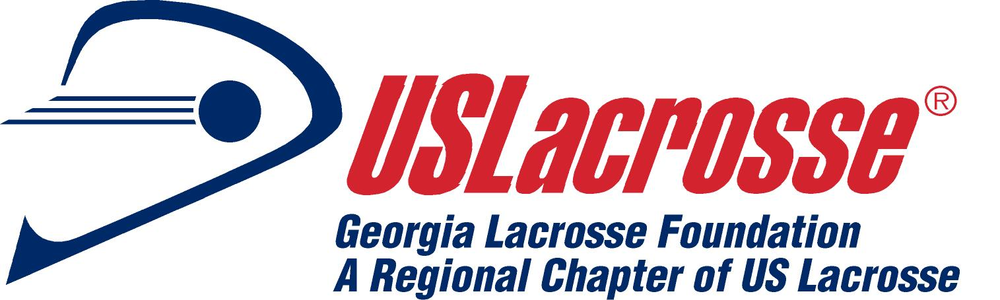 USLacrosse®
Georgia Lacrosse Foundation
A Regional Chapter of US Lacrosse